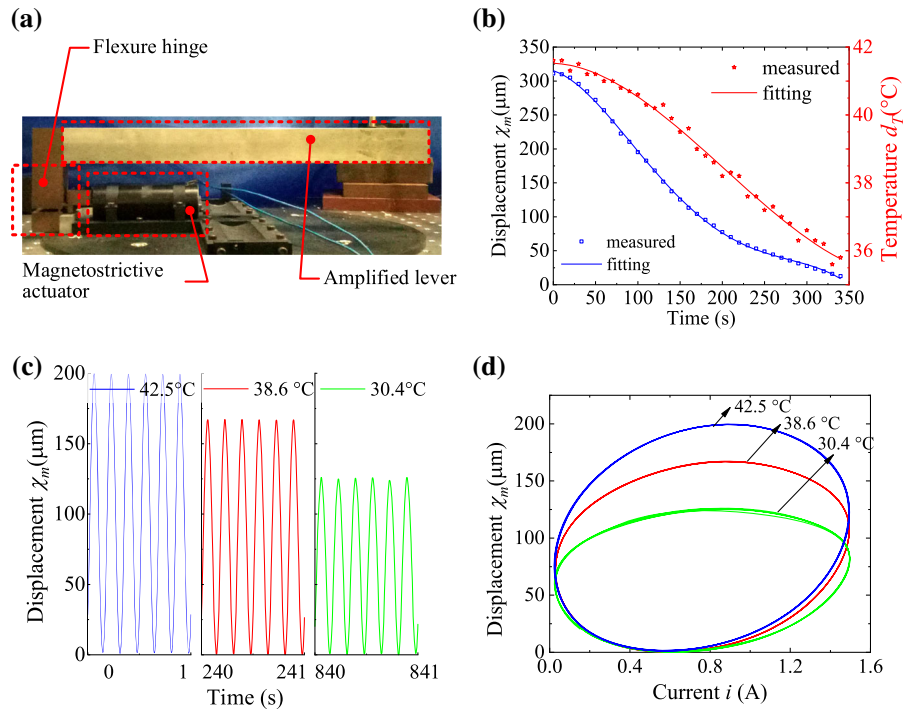 (a)
Flexure hinge
Magnetostrictive
actuator
Amplified lever
(b)
350
300
250
200
150
100
50
0
Displacement χm(μm)
42
40
38
36
Temperature dT(°C)
measured
fitting
measured
fitting
0 50 100 150 200 250 300 350
Time (s)
(c)
200
150
100
50
0
Displacement χm(μm)
42.5°C
38.6 °C
30.4°C
0 1 240 241 840 841
Time (s)
(d)
250
200
150
100
50
0
Displacement χm(μm)
42.5 °C
38.6 °C
30.4 °C
0.0 0.4 0.8 1.2 1.6
Current i (A)